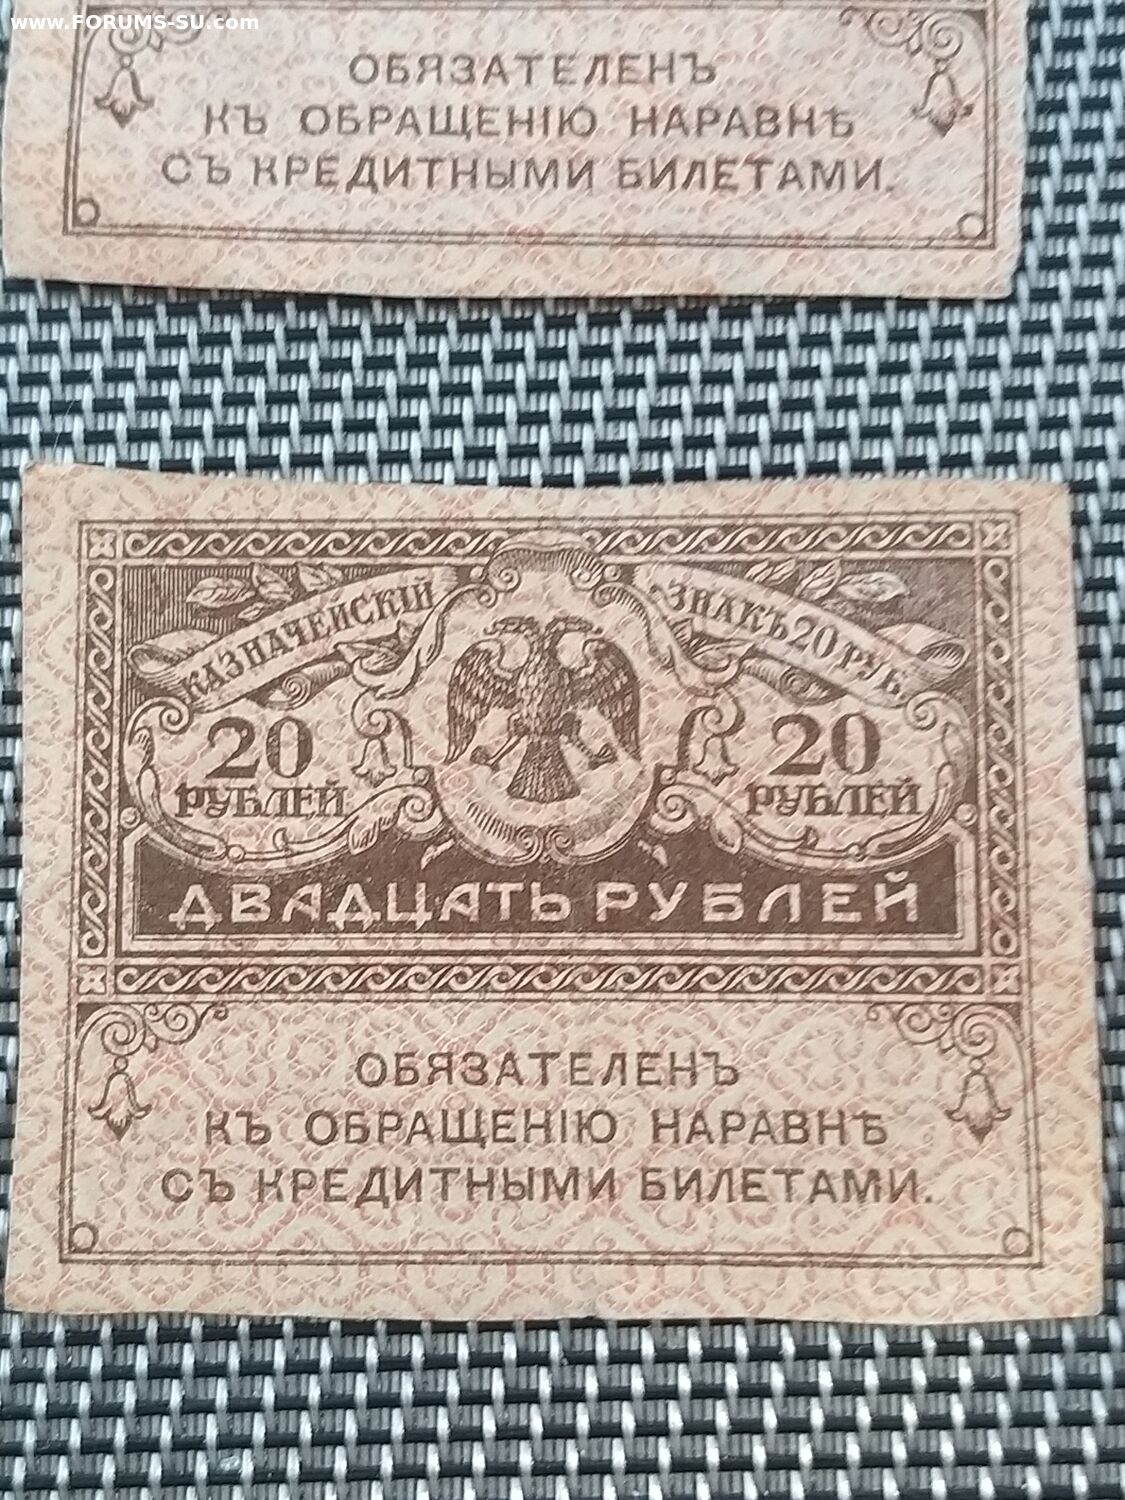 www.FORUMS-SU.com
ОБЯЗАТЕЛЕНЪ
КЪ ОБРАЩЕНІЮ НАРАВНѢ
СЪ КРЕДИТНЫМИ БИЛЕТАМИ.
КАЗНАЧЕЙСКІЙ ЗНАКЪ 20 РУБ.
20 20
РУБЛЕЙ РУБЛЕЙ
ДВАДЦАТЬ РУБЛЕЙ
ОБЯЗАТЕЛЕНЪ
КЪ ОБРАЩЕНІЮ НАРАВНѢ
СЪ КРЕДИТНЫМИ БИЛЕТАМИ.